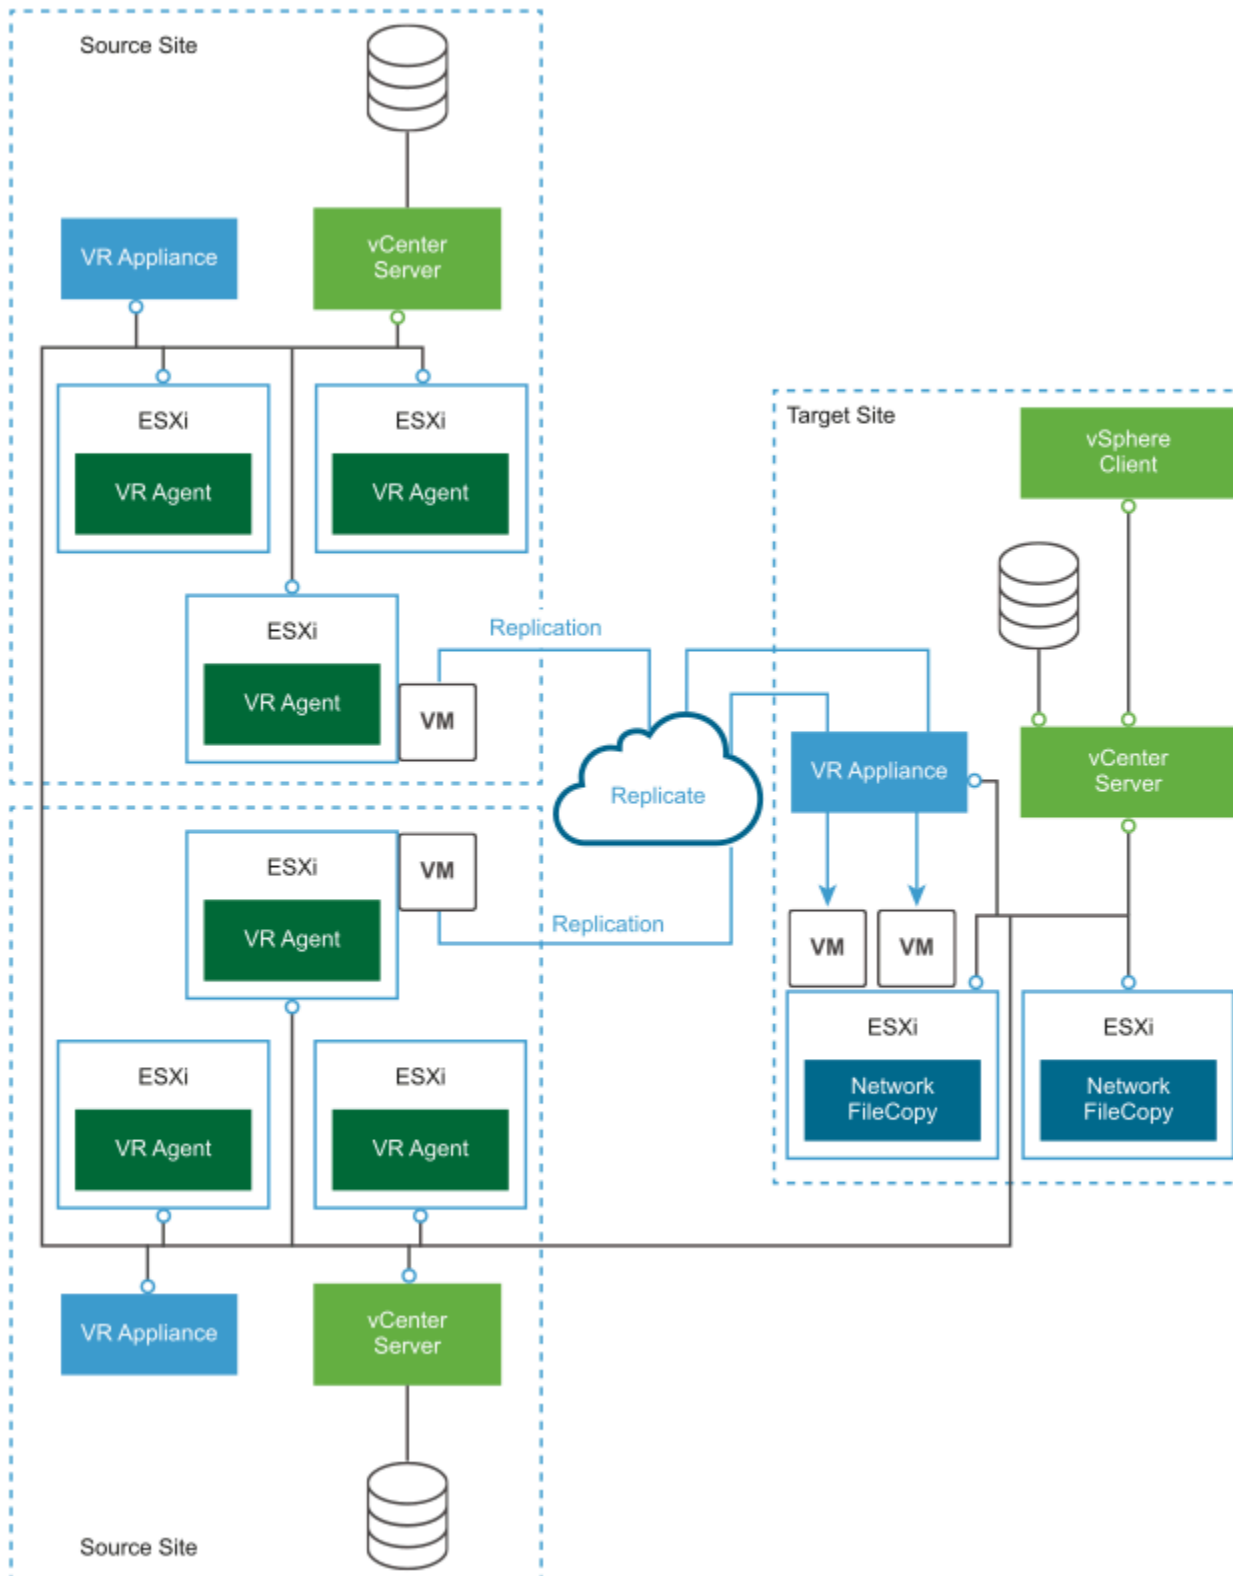 Source Site
VR Appliance
vCenter
Server
ESXi
VR Agent
ESXi
VR Agent
ESXi
VR Agent
VM
Replication
Replicate
Target Site
vSphere
Client
VR Appliance
vCenter
Server
VM
VM
ESXi
Network
FileCopy
ESXi
Network
FileCopy
ESXi
VR Agent
VM
Replication
ESXi
VR Agent
ESXi
VR Agent
VR Appliance
vCenter
Server
Source Site